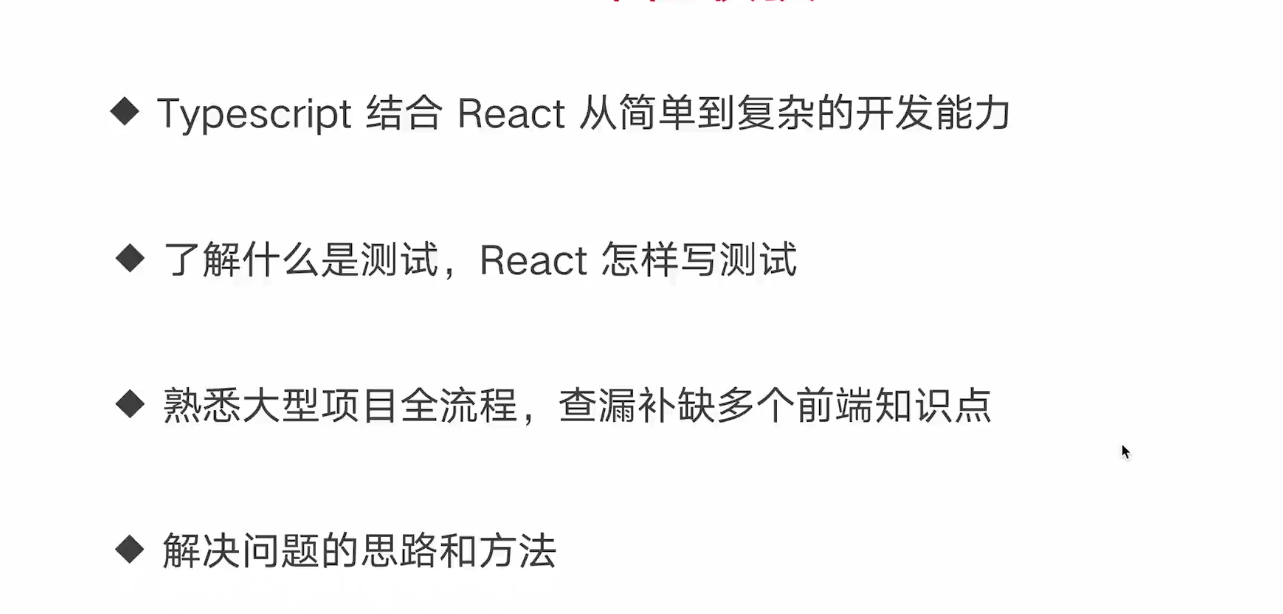 Typescript 结合 React 从简单到复杂的开发能力
了解什么是测试，React 怎样写测试
熟悉大型项目全流程，查漏补缺多个前端知识点
解决问题的思路和方法